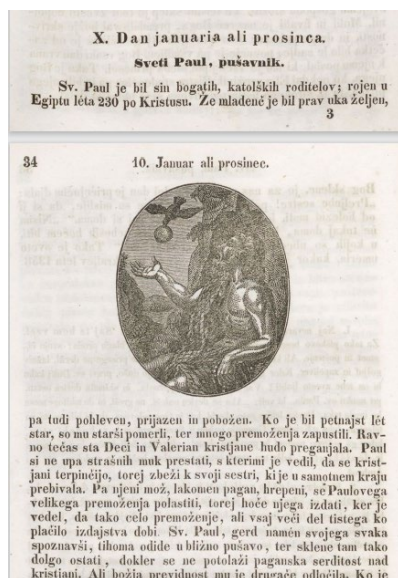 X. Dan januaria ali prosinca.
Sveti Paul, pušavnik.
Sv. Paul je bil sin bogatih, katolških roditelov; rojen u
Egiptu léta 230 po Kristusu. Že mladenč je bil prav uka željen,
3
34
10. Januar ali prosinec.
pa tudi pohleven, prijazen in pobožen. Ko je bil petnajst lét
star, so mu starši pomerli, ter mnogo premoženja zapustili. Rav-
no tečas sta Deci in Valerian kristjane hudo preganjala. Paul
si ne upa strašnih muk prestati, s kterimi je vedil, da se krist-
jani terpinčijo, torej zbeži k svoji sestri, ki je u samotnem kraju
prebivala. Pa njeni mož, lakomen pagan, hrepeni, se Paulovega
velikega premoženja polastiti, torej hoče njega izdati, ker je
vedel, da tako celo premoženje, ali vsaj veči del tistega ko
plačilo izdajstva dobi. Sv. Paul, gerd namén svojega svaka
spoznavši, tihoma odide u bližno pušavo, ter sklene tam tako
dolgo ostati, dokler se ne potolaži paganska serditost nad
kristjani. Ali božja previdnost mu je drugače odločila. Ko je